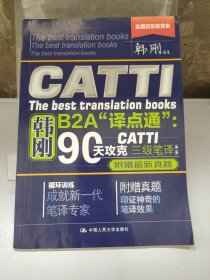 The best translation books
The best translation books
The best translation books
全国获奖教育家
韩刚
CATTI
The best translation books
韩刚
B2A“译点通”:
90天攻克 CATTI 三级笔译
附赠最新真题
循环训练
成就新一代
笔译专家
附赠真题
印证神奇的
笔译效果
中国人民大学出版社